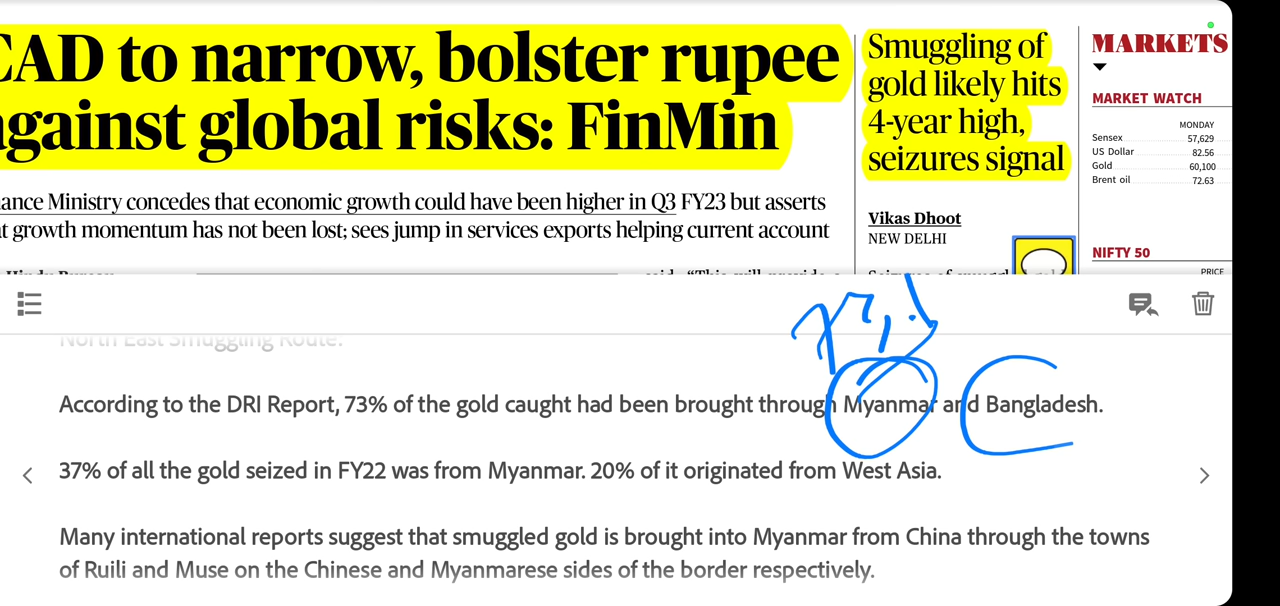 CAD to narrow, bolster rupee
against global risks: FinMin
ance Ministry concedes that economic growth could have been higher in Q3 FY23 but asserts
t growth momentum has not been lost; sees jump in services exports helping current account
Smuggling of
gold likely hits
4-year high,
seizures signal
Vikas Dhoot
NEW DELHI
MARKETS
MARKET WATCH
MONDAY
Sensex 57,629
US Dollar 82.56
Gold 60,100
Brent oil 72.63
NIFTY 50
PRICE
North East Smuggling Route.
According to the DRI Report, 73% of the gold caught had been brought through Myanmar and Bangladesh.
37% of all the gold seized in FY22 was from Myanmar. 20% of it originated from West Asia.
Many international reports suggest that smuggled gold is brought into Myanmar from China through the towns
of Ruili and Muse on the Chinese and Myanmarese sides of the border respectively.